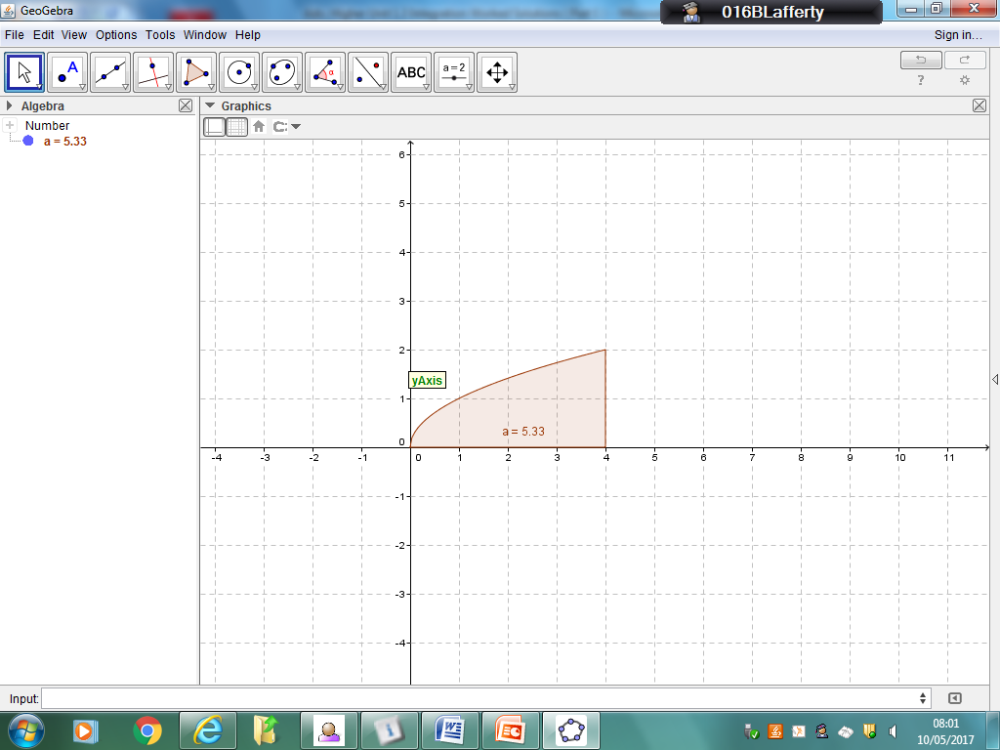 GeoGebra
016BLafferty
File Edit View Options Tools Window Help
Sign in...
A
α
ABC
a=2
?
Algebra
Graphics
Number
a = 5.33
6
5
4
3
2
yAxis
1
a = 5.33
0
-4 -3 -2 -1 0 1 2 3 4 5 6 7 8 9 10 11
-1
-2
-3
-4
Input:
08:01
10/05/2017